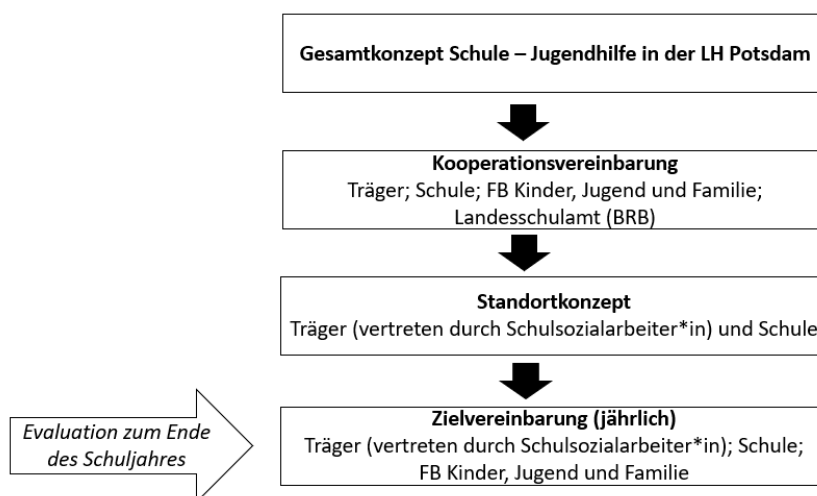 Gesamtkonzept Schule – Jugendhilfe in der LH Potsdam
Kooperationsvereinbarung
Träger; Schule; FB Kinder, Jugend und Familie;
Landesschulamt (BRB)
Standortkonzept
Träger (vertreten durch Schulsozialarbeiter*in) und Schule
Evaluation zum Ende
des Schuljahres
Zielvereinbarung (jährlich)
Träger (vertreten durch Schulsozialarbeiter*in); Schule;
FB Kinder, Jugend und Familie